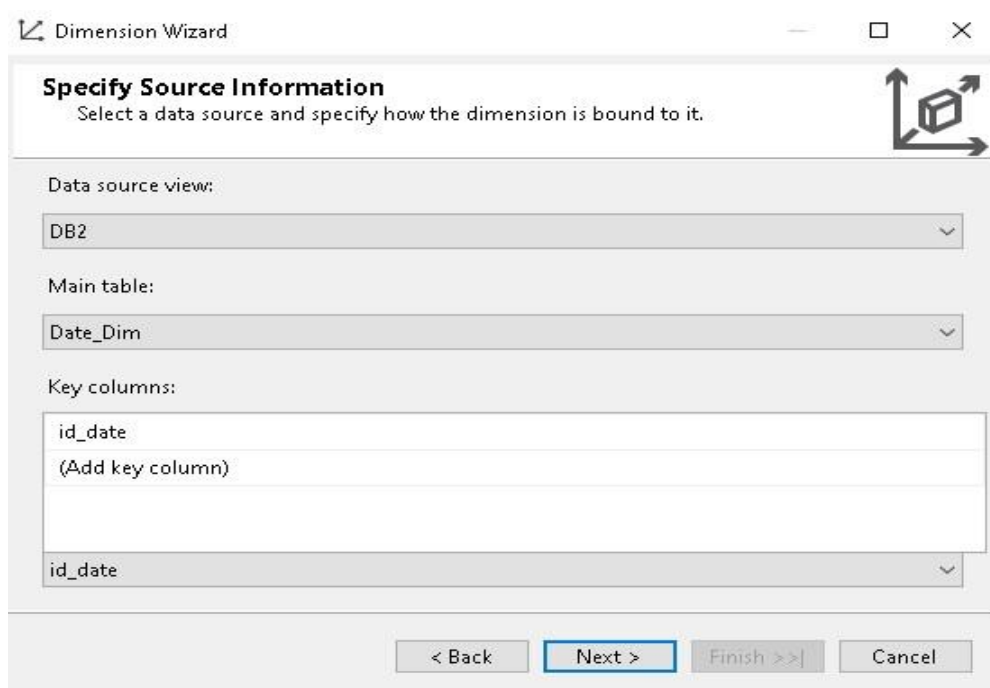 Dimension Wizard
Specify Source Information
Select a data source and specify how the dimension is bound to it.
Data source view:
DB2
Main table:
Date_Dim
Key columns:
id_date
(Add key column)
id_date
< Back
Next >
Finish >>|
Cancel